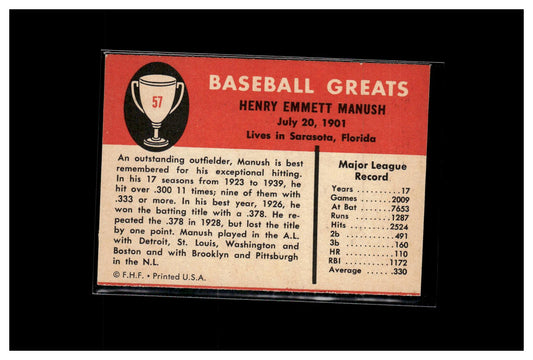 57
BASEBALL GREATS
HENRY EMMETT MANUSH
July 20, 1901
Lives in Sarasota, Florida
An outstanding outfielder, Manush is best
remembered for his exceptional hitting.
In his 17 seasons from 1923 to 1939, he
hit over .300 11 times; nine of them with
.333 or more. In his best year, 1926, he
won the batting title with a .378. He re-
peated the .378 in 1928, but lost the title
by one point. Manush played in the A.L.
with Detroit, St. Louis, Washington and
Boston and with Brooklyn and Pittsburgh
in the N.L.
© F.H.F. • Printed U.S.A.
Major League
Record
Years ..........17
Games ........2009
At Bat ........7653
Runs .........1287
Hits ..........2524
2b ............491
3b ............160
HR ............110
RBI ..........1172
Average .......330